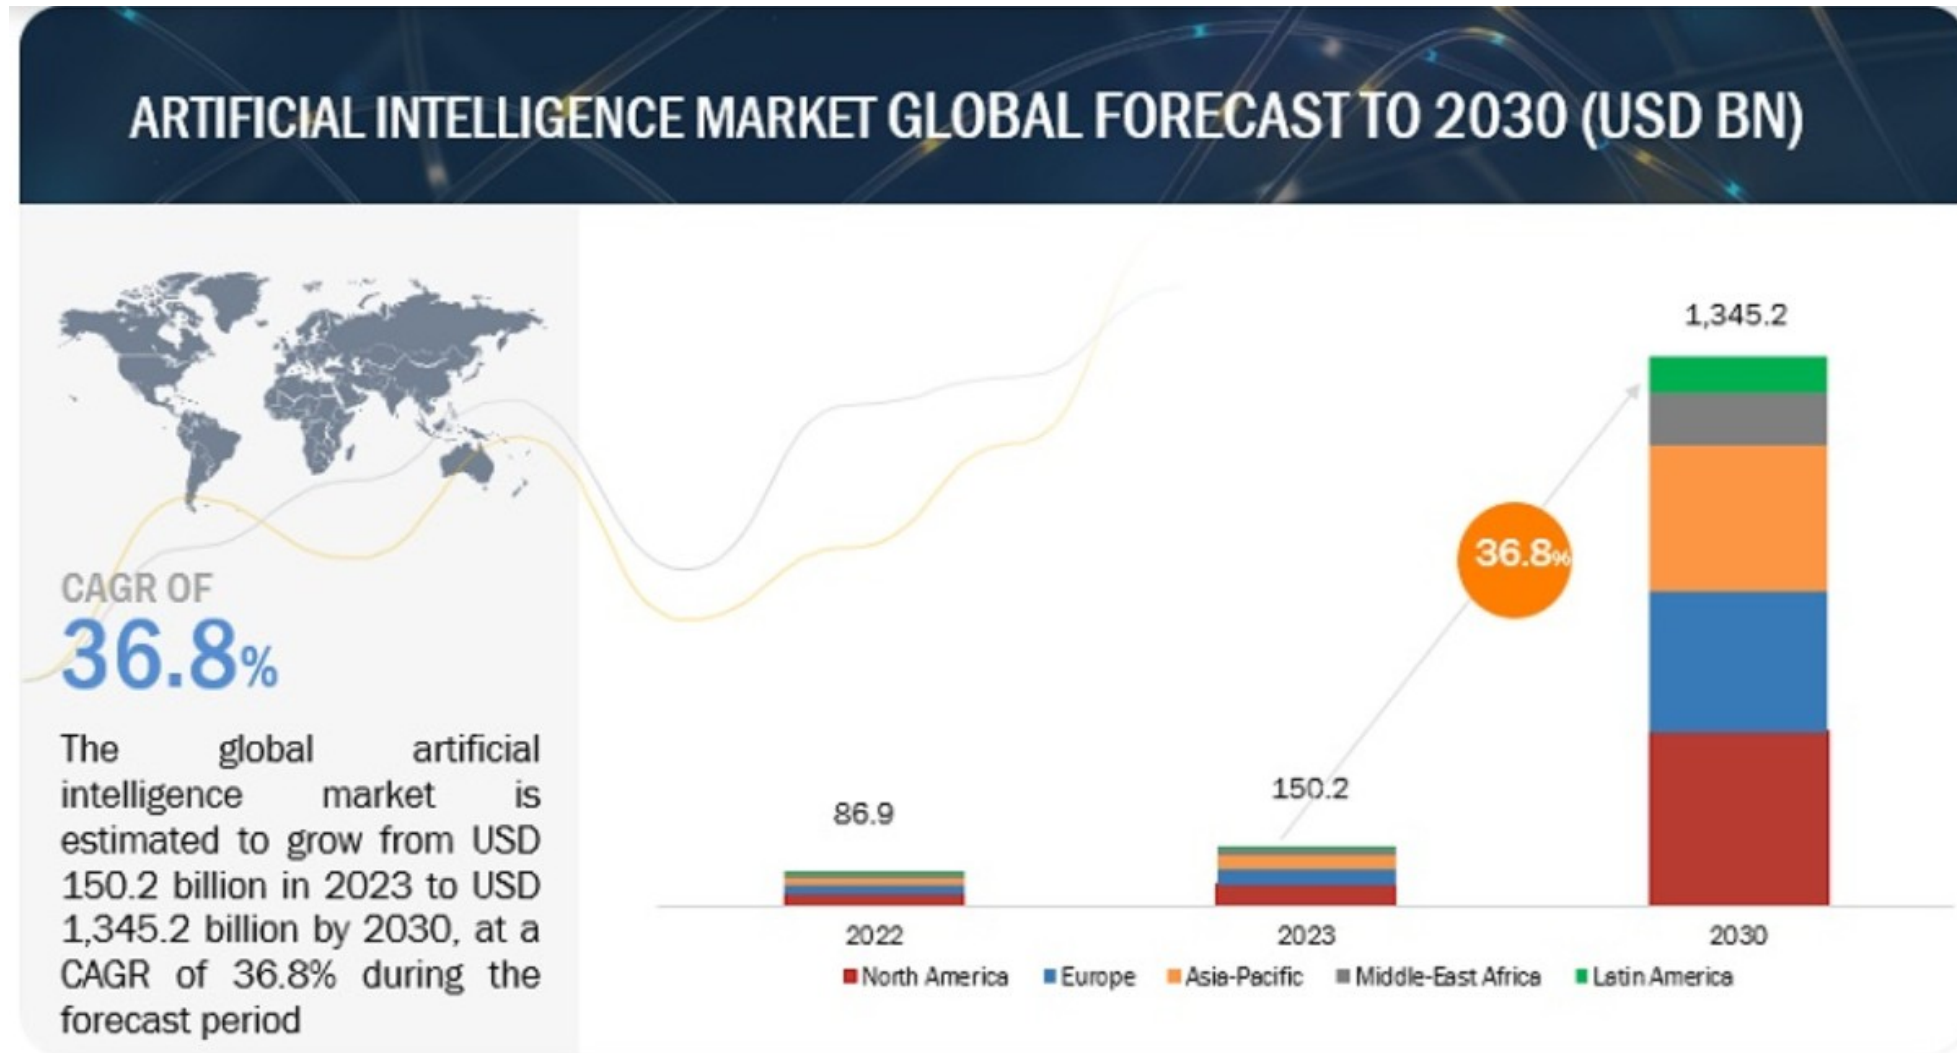 ARTIFICIAL INTELLIGENCE MARKET GLOBAL FORECAST TO 2030 (USD BN)
CAGR OF
36.8%
The global artificial
intelligence market is
estimated to grow from USD
150.2 billion in 2023 to USD
1,345.2 billion by 2030, at a
CAGR of 36.8% during the
forecast period
86.9
150.2
1,345.2
36.8%
2022 2023 2030
North America Europe Asia-Pacific Middle-East Africa Latin America